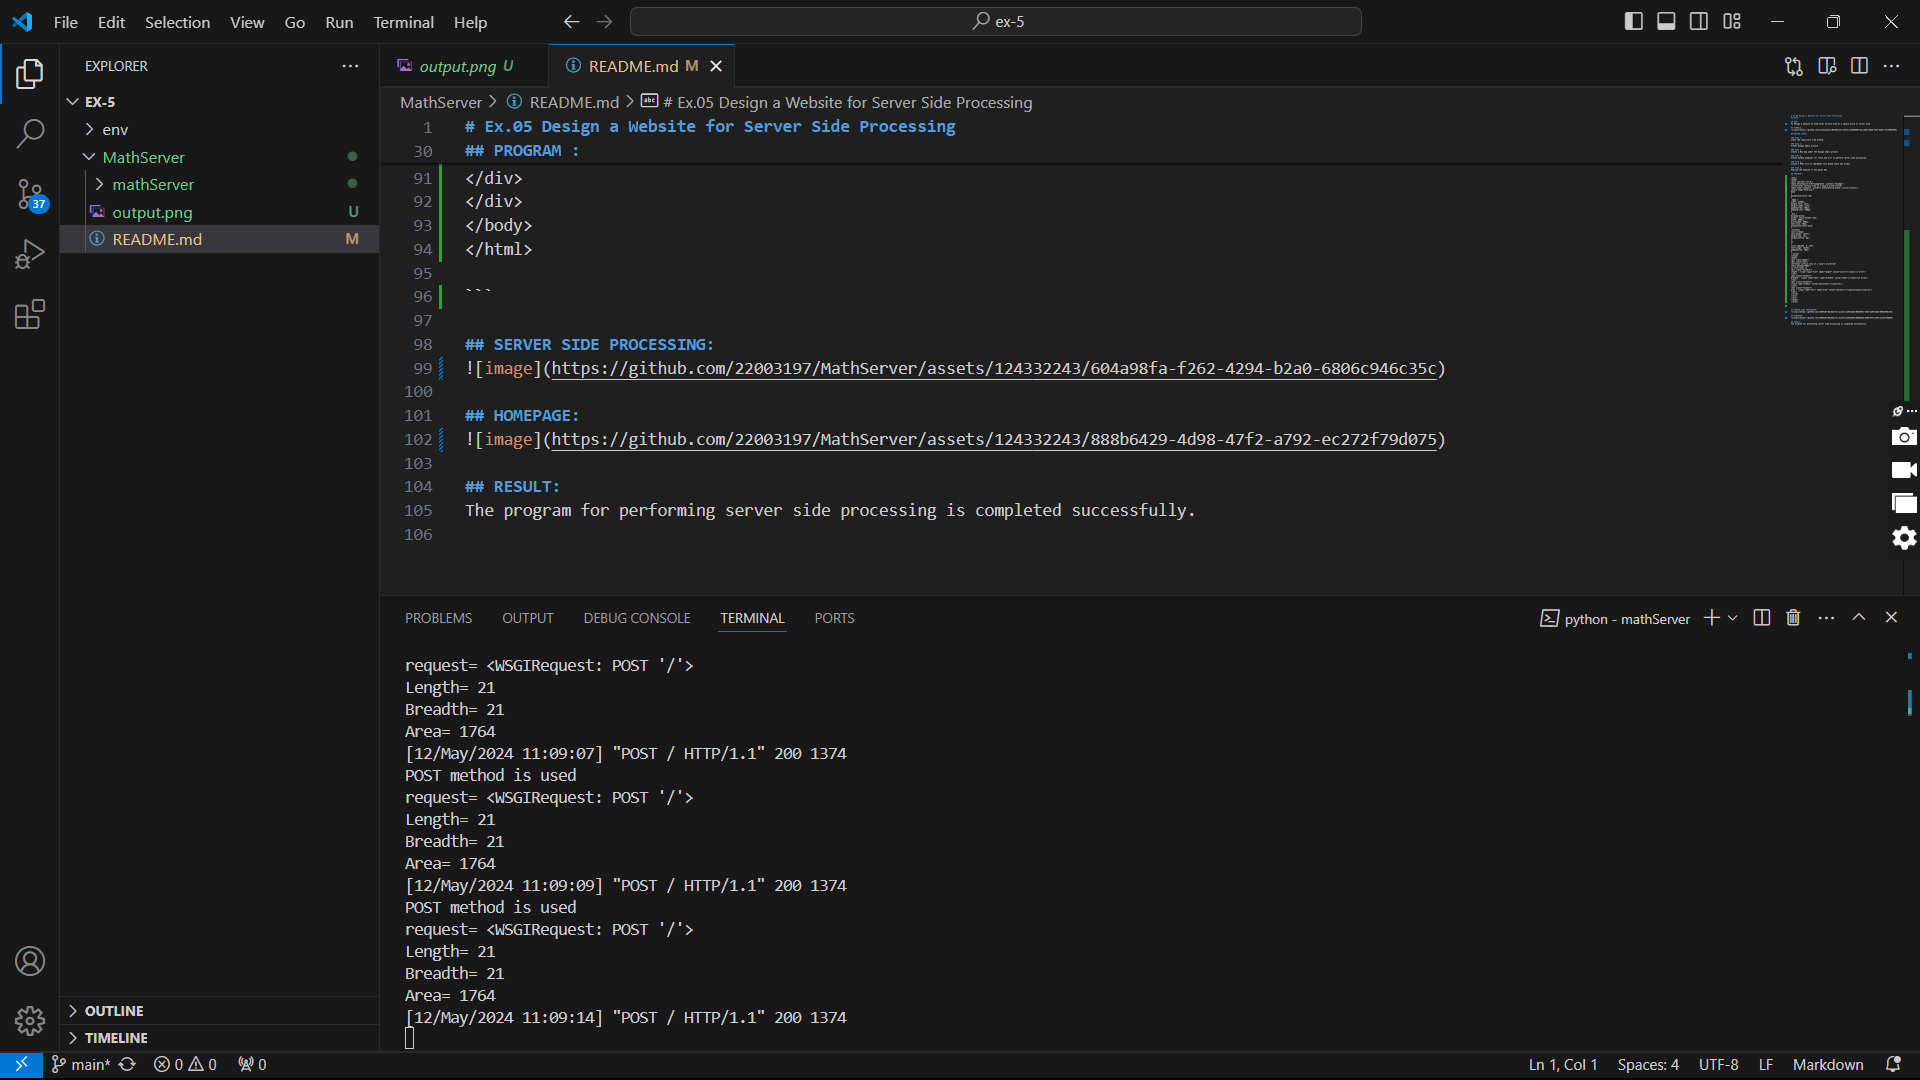 File Edit Selection View Go Run Terminal Help
ex-5
EXPLORER
EX-5
env
MathServer
mathServer
output.png U
README.md M
37
OUTLINE
TIMELINE
output.png U
README.md M
MathServer > README.md > # Ex.05 Design a Website for Server Side Processing
1 # Ex.05 Design a Website for Server Side Processing
30 ## PROGRAM :
91 </div>
92 </div>
93 </body>
94 </html>
95
96 ```
97
98 ## SERVER SIDE PROCESSING:
99 ![image](https://github.com/22003197/MathServer/assets/124332243/604a98fa-f262-4294-b2a0-6806c946c35c)
100
101 ## HOMEPAGE:
102 ![image](https://github.com/22003197/MathServer/assets/124332243/888b6429-4d98-47f2-a792-ec272f79d075)
103
104 ## RESULT:
105 The program for performing server side processing is completed successfully.
106
PROBLEMS OUTPUT DEBUG CONSOLE TERMINAL PORTS
python - mathServer
request= <WSGIRequest: POST '/'>
Length= 21
Breadth= 21
Area= 1764
[12/May/2024 11:09:07] "POST / HTTP/1.1" 200 1374
POST method is used
request= <WSGIRequest: POST '/'>
Length= 21
Breadth= 21
Area= 1764
[12/May/2024 11:09:09] "POST / HTTP/1.1" 200 1374
POST method is used
request= <WSGIRequest: POST '/'>
Length= 21
Breadth= 21
Area= 1764
[12/May/2024 11:09:14] "POST / HTTP/1.1" 200 1374
main* 0 0 0
Ln 1, Col 1 Spaces: 4 UTF-8 LF Markdown